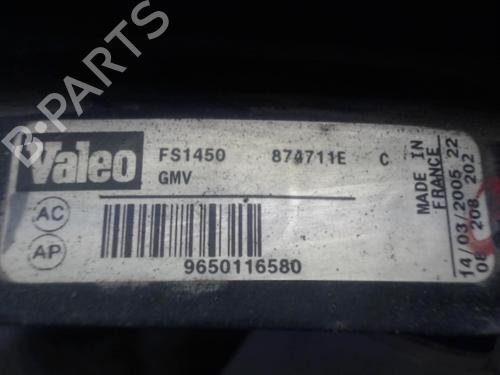 B-PARTS
Valeo
FS1450 874711E C
GMV
AC
AP
9650116580
MADE IN
FRANCE
14/03/2005 22
08 208 202